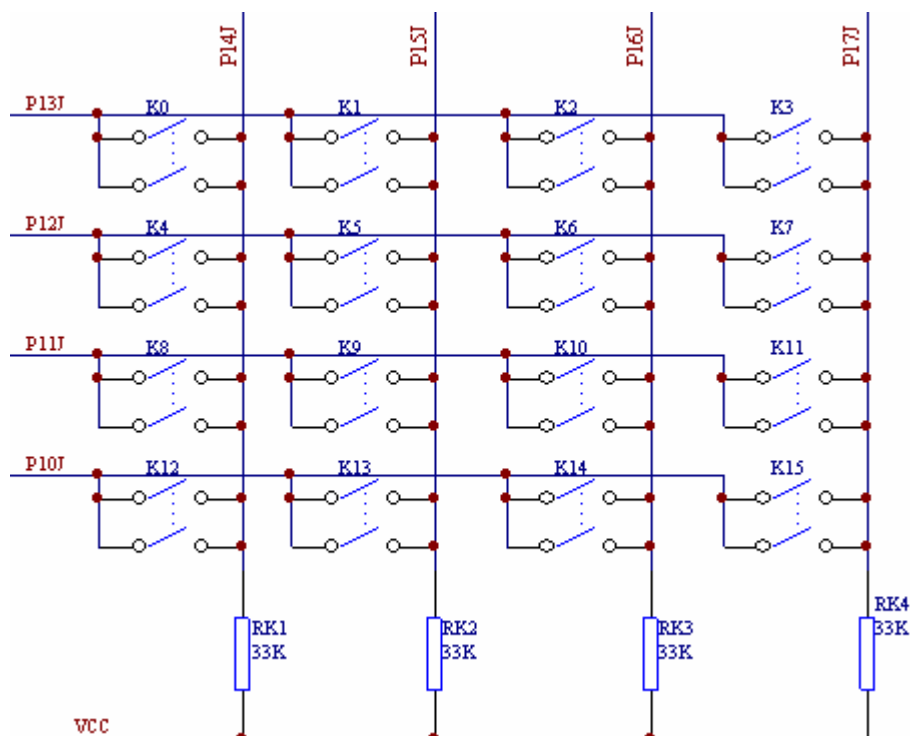 P14J P15J P16J P17J
P13J K0 K1 K2 K3
P12J K4 K5 K6 K7
P11J K8 K9 K10 K11
P10J K12 K13 K14 K15
RK1 RK2 RK3 RK4
33K 33K 33K 33K
VCC